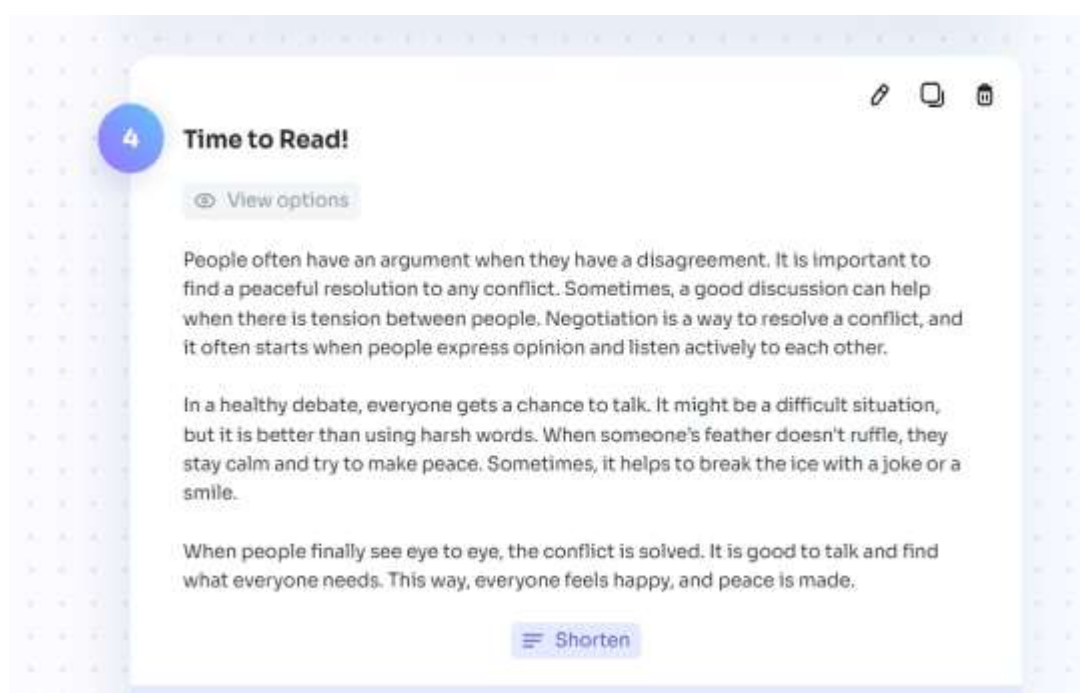 4
Time to Read!
View options
People often have an argument when they have a disagreement. It is important to
find a peaceful resolution to any conflict. Sometimes, a good discussion can help
when there is tension between people. Negotiation is a way to resolve a conflict, and
it often starts when people express opinion and listen actively to each other.
In a healthy debate, everyone gets a chance to talk. It might be a difficult situation,
but it is better than using harsh words. When someone's feather doesn't ruffle, they
stay calm and try to make peace. Sometimes, it helps to break the ice with a joke or a
smile.
When people finally see eye to eye, the conflict is solved. It is good to talk and find
what everyone needs. This way, everyone feels happy, and peace is made.
Shorten